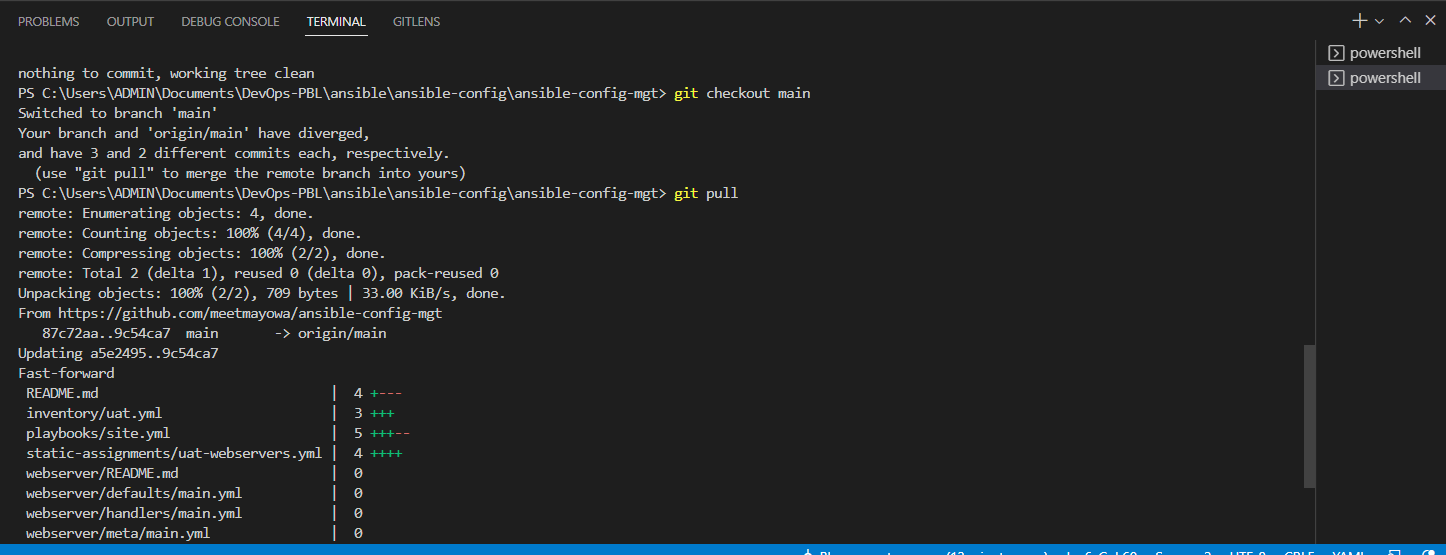 PROBLEMS OUTPUT DEBUG CONSOLE TERMINAL GITLENS
powershell
powershell
nothing to commit, working tree clean
PS C:\Users\ADMIN\Documents\DevOps-PBL\ansible\ansible-config\ansible-config-mgt> git checkout main
Switched to branch 'main'
Your branch and 'origin/main' have diverged,
and have 3 and 2 different commits each, respectively.
  (use "git pull" to merge the remote branch into yours)
PS C:\Users\ADMIN\Documents\DevOps-PBL\ansible\ansible-config\ansible-config-mgt> git pull
remote: Enumerating objects: 4, done.
remote: Counting objects: 100% (4/4), done.
remote: Compressing objects: 100% (2/2), done.
remote: Total 2 (delta 1), reused 0 (delta 0), pack-reused 0
Unpacking objects: 100% (2/2), 709 bytes | 33.00 KiB/s, done.
From https://github.com/meetmayowa/ansible-config-mgt
   87c72aa..9c54ca7  main       -> origin/main
Updating a5e2495..9c54ca7
Fast-forward
 README.md                            |  4 +---
 inventory/uat.yml                    |  3 +++
 playbooks/site.yml                   |  5 +++--
 static-assignments/uat-webservers.yml |  4 ++++
 webserver/README.md                  |  0
 webserver/defaults/main.yml          |  0
 webserver/handlers/main.yml          |  0
 webserver/meta/main.yml              |  0